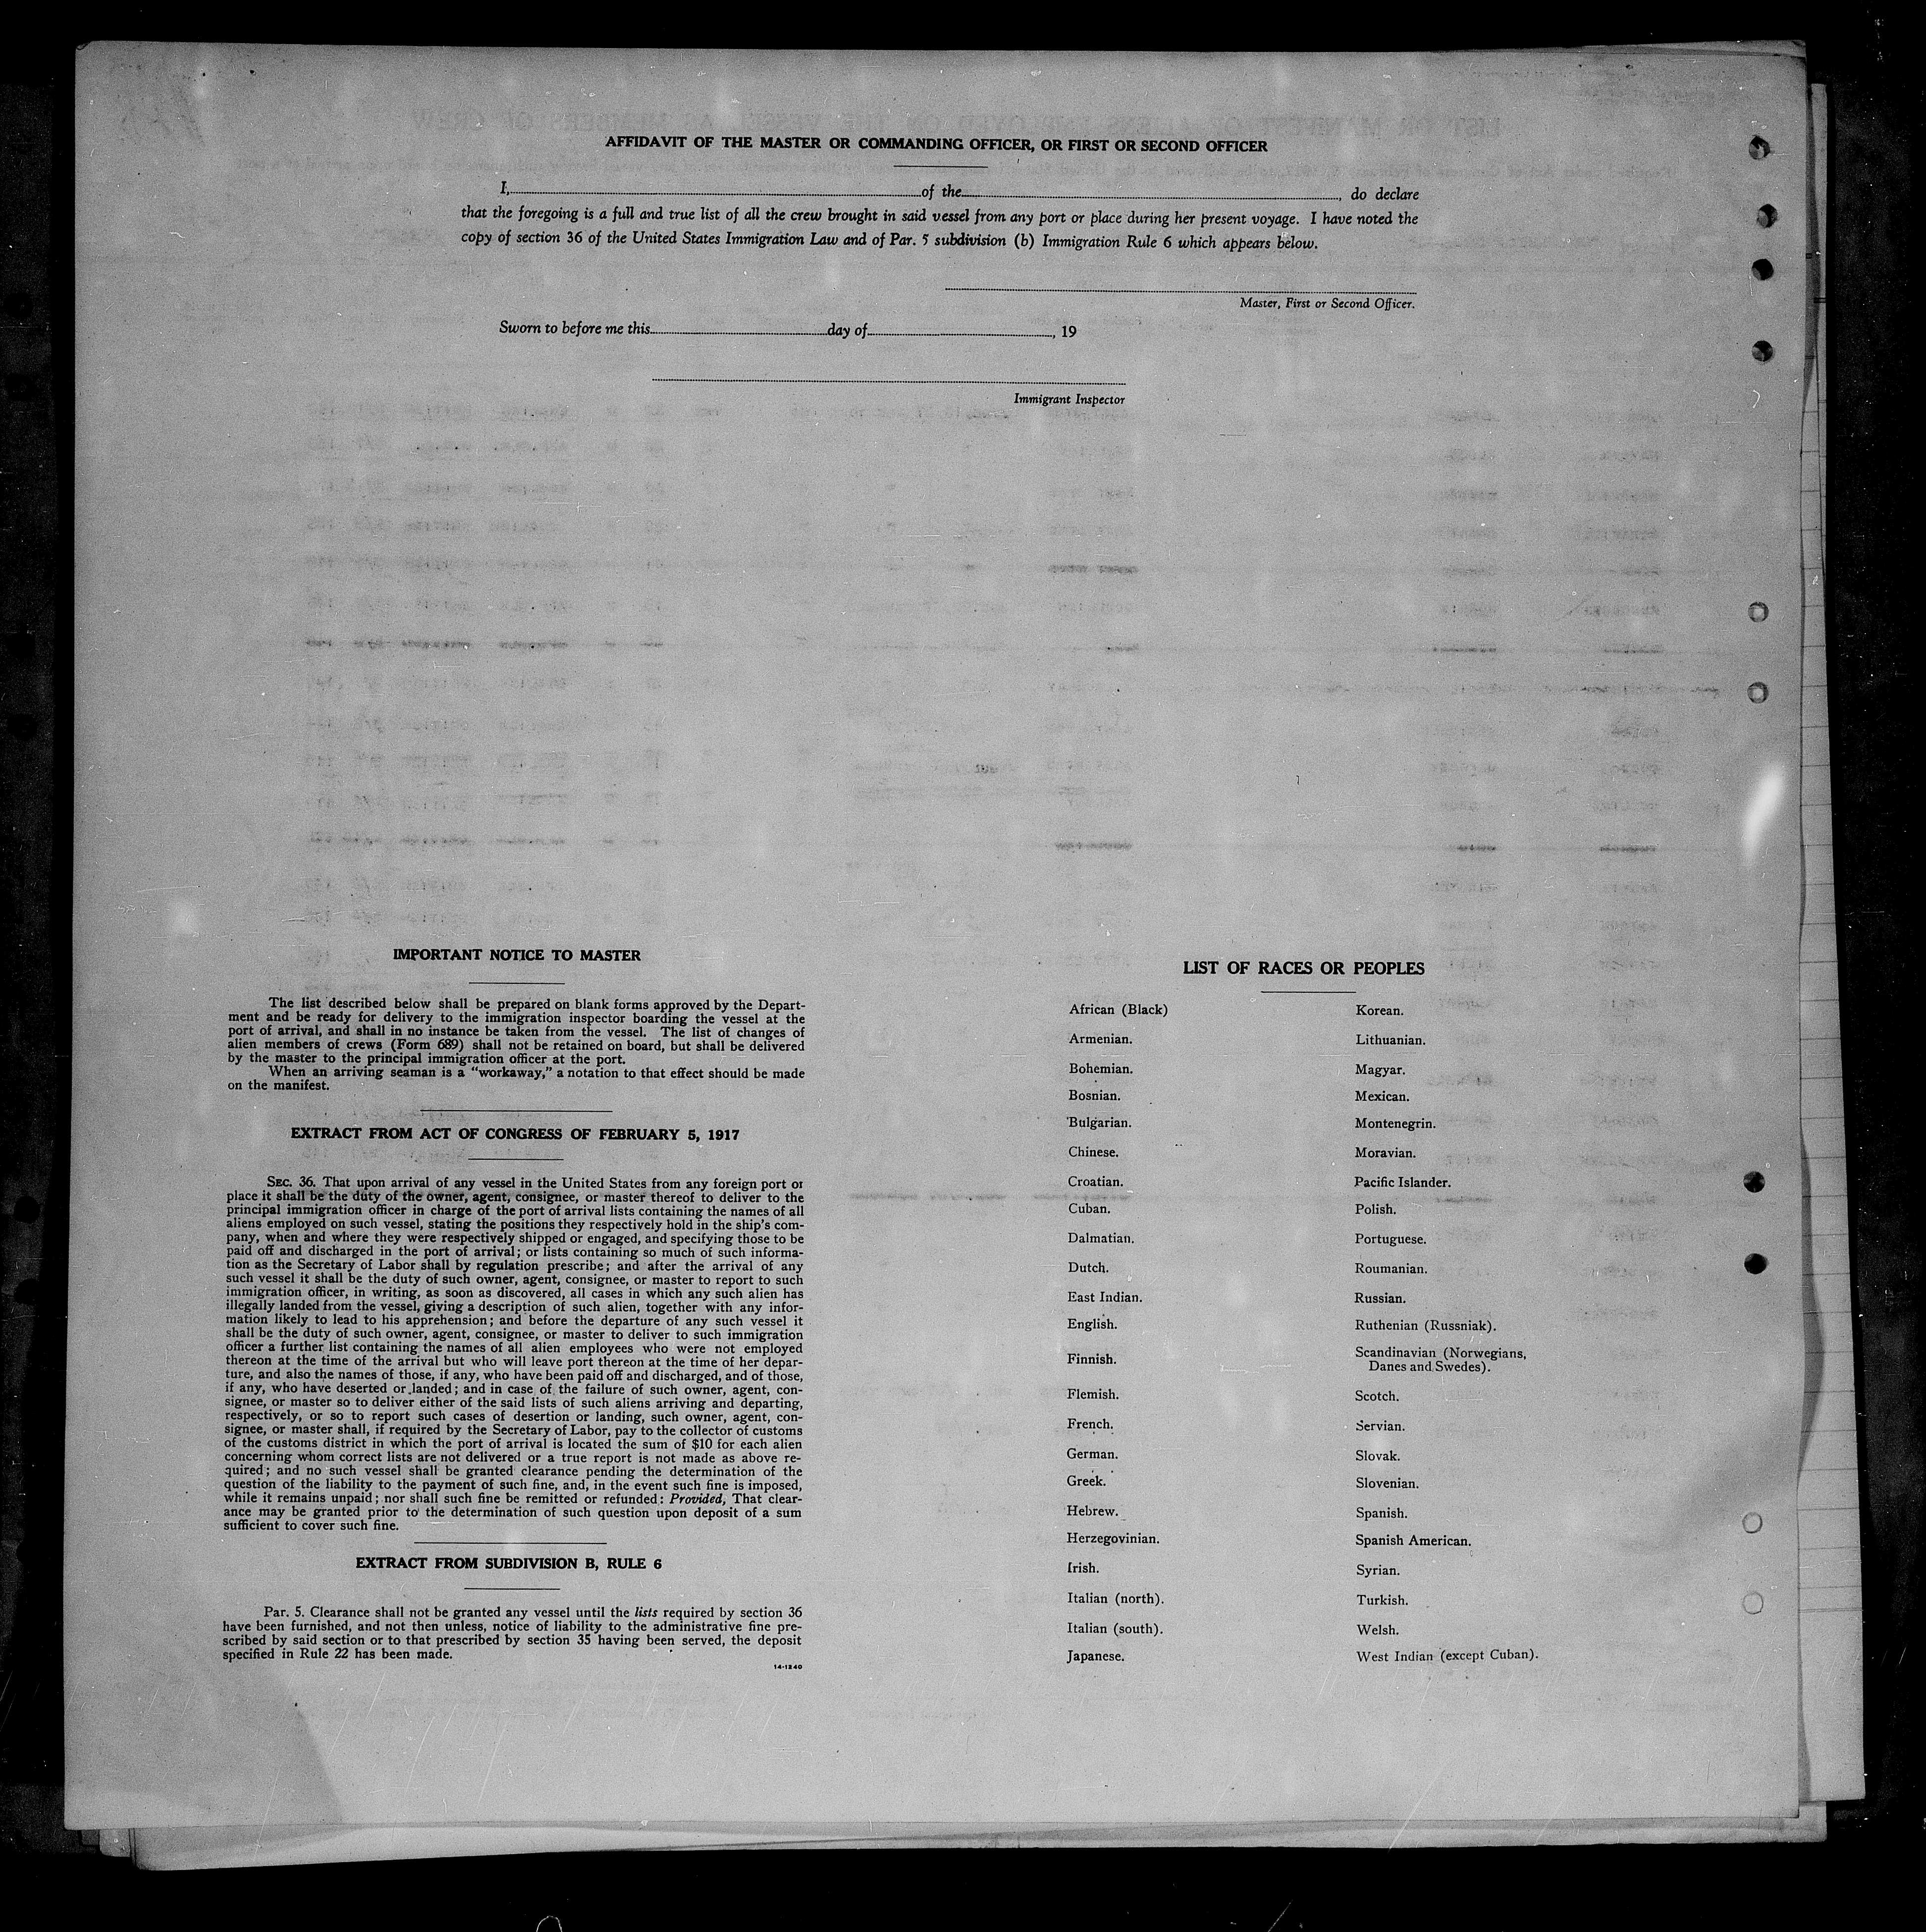 AFFIDAVIT OF THE MASTER OR COMMANDING OFFICER, OR FIRST OR SECOND OFFICER
I, of the , do declare
that the foregoing is a full and true list of all the crew brought in said vessel from any port or place during her present voyage. I have noted the
copy of section 36 of the United States Immigration Law and of Par. 5 subdivision (b) Immigration Rule 6 which appears below.
Master, First or Second Officer.
Sworn to before me this day of , 19
Immigrant Inspector
IMPORTANT NOTICE TO MASTER
The list described below shall be prepared on blank forms approved by the Depart-
ment and be ready for delivery to the immigration inspector boarding the vessel at the
port of arrival, and shall in no instance be taken from the vessel. The list of changes of
alien members of crews (Form 689) shall not be retained on board, but shall be delivered
by the master to the principal immigration officer at the port.
When an arriving seaman is a "workaway," a notation to that effect should be made
on the manifest.
EXTRACT FROM ACT OF CONGRESS OF FEBRUARY 5, 1917
SEC. 36. That upon arrival of any vessel in the United States from any foreign port or
place it shall be the duty of the owner, agent, consignee, or master thereof to deliver to the
principal immigration officer in charge of the port of arrival lists containing the names of all
aliens employed on such vessel, stating the positions they respectively hold in the ship's com-
pany, when and where they were respectively shipped or engaged, and specifying those to be
paid off and discharged in the port of arrival; or lists containing so much of such informa-
tion as the Secretary of Labor shall by regulation prescribe; and after the arrival of any
such vessel it shall be the duty of such owner, agent, consignee, or master to report to such
immigration officer, in writing, as soon as discovered, all cases in which any such alien has
illegally landed from the vessel, giving a description of such alien, together with any infor-
mation likely to lead to his apprehension; and before the departure of any such vessel it
shall be the duty of such owner, agent, consignee, or master to deliver to such immigration
officer a further list containing the names of all alien employees who were not employed
thereon at the time of the arrival but who will leave port thereon at the time of her depar-
ture, and also the names of those, if any, who have been paid off and discharged, and of those,
if any, who have deserted or landed; and in case of the failure of such owner, agent, con-
signee, or master so to deliver either of the said lists of such aliens arriving and departing,
respectively, or so to report such cases of desertion or landing, such owner, agent, con-
signee, or master shall, if required by the Secretary of Labor, pay to the collector of customs
of the customs district in which the port of arrival is located the sum of $10 for each alien
concerning whom correct lists are not delivered or a true report is not made as above re-
quired; and no such vessel shall be granted clearance pending the determination of the
question of the liability to the payment of such fine, and, in the event such fine is imposed,
while it remains unpaid; nor shall such fine be remitted or refunded: Provided, That clear-
ance may be granted prior to the determination of such question upon deposit of a sum
sufficient to cover such fine.
EXTRACT FROM SUBDIVISION B, RULE 6
Par. 5. Clearance shall not be granted any vessel until the lists required by section 36
have been furnished, and not then unless, notice of liability to the administrative fine pre-
scribed by said section or to that prescribed by section 35 having been served, the deposit
specified in Rule 22 has been made.
14-1240
LIST OF RACES OR PEOPLES
African (Black)
Armenian.
Bohemian.
Bosnian.
Bulgarian.
Chinese.
Croatian.
Cuban.
Dalmatian.
Dutch.
East Indian.
English.
Finnish.
Flemish.
French.
German.
Greek.
Hebrew.
Herzegovinian.
Irish.
Italian (north).
Italian (south).
Japanese.
Korean.
Lithuanian.
Magyar.
Mexican.
Montenegrin.
Moravian.
Pacific Islander.
Polish.
Portuguese.
Roumanian.
Russian.
Ruthenian (Russniak).
Scandinavian (Norwegians,
Danes and Swedes).
Scotch.
Servian.
Slovak.
Slovenian.
Spanish.
Spanish American.
Syrian.
Turkish.
Welsh.
West Indian (except Cuban).